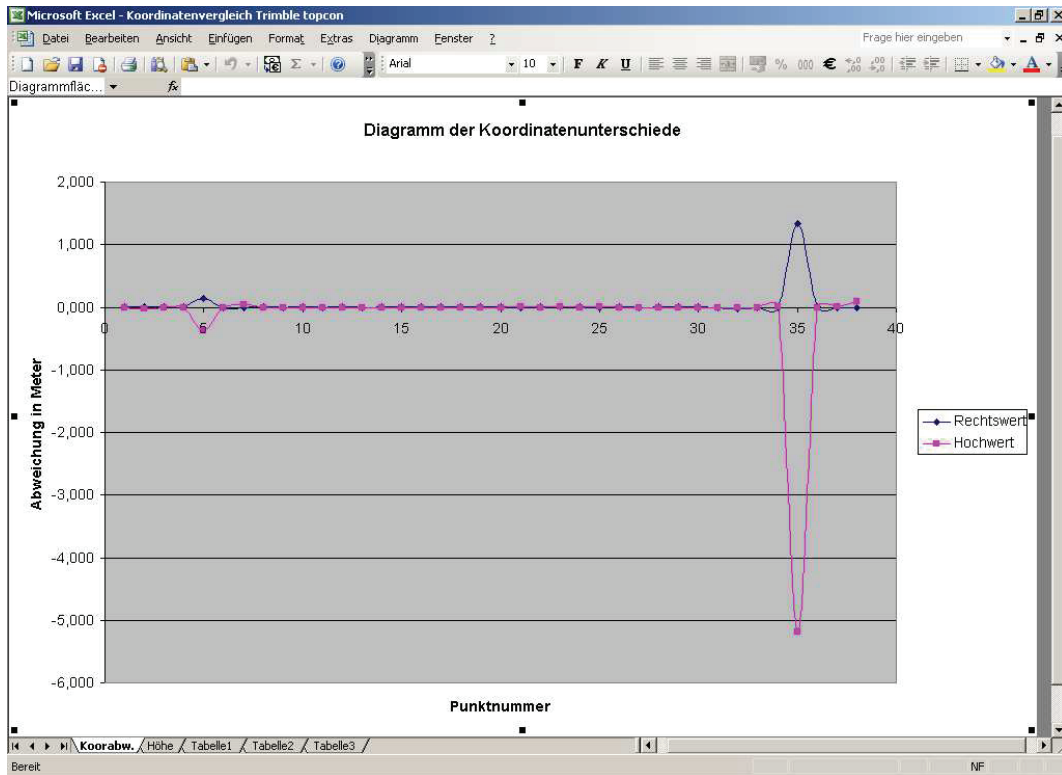 Microsoft Excel - Koordinatenvergleich Trimble topcon
Datei Bearbeiten Ansicht Einfügen Format Extras Diagramm Fenster ?
Frage hier eingeben
Arial 10 F K U % 000 €
Diagrammfläc... fx
Diagramm der Koordinatenunterschiede
2,000
1,000
0,000
-1,000
-2,000
-3,000
-4,000
-5,000
-6,000
0 5 10 15 20 25 30 35 40
Abweichung in Meter
Punktnummer
Rechtswert
Hochwert
Koorabw. Höhe Tabelle1 Tabelle2 Tabelle3
Bereit
NF